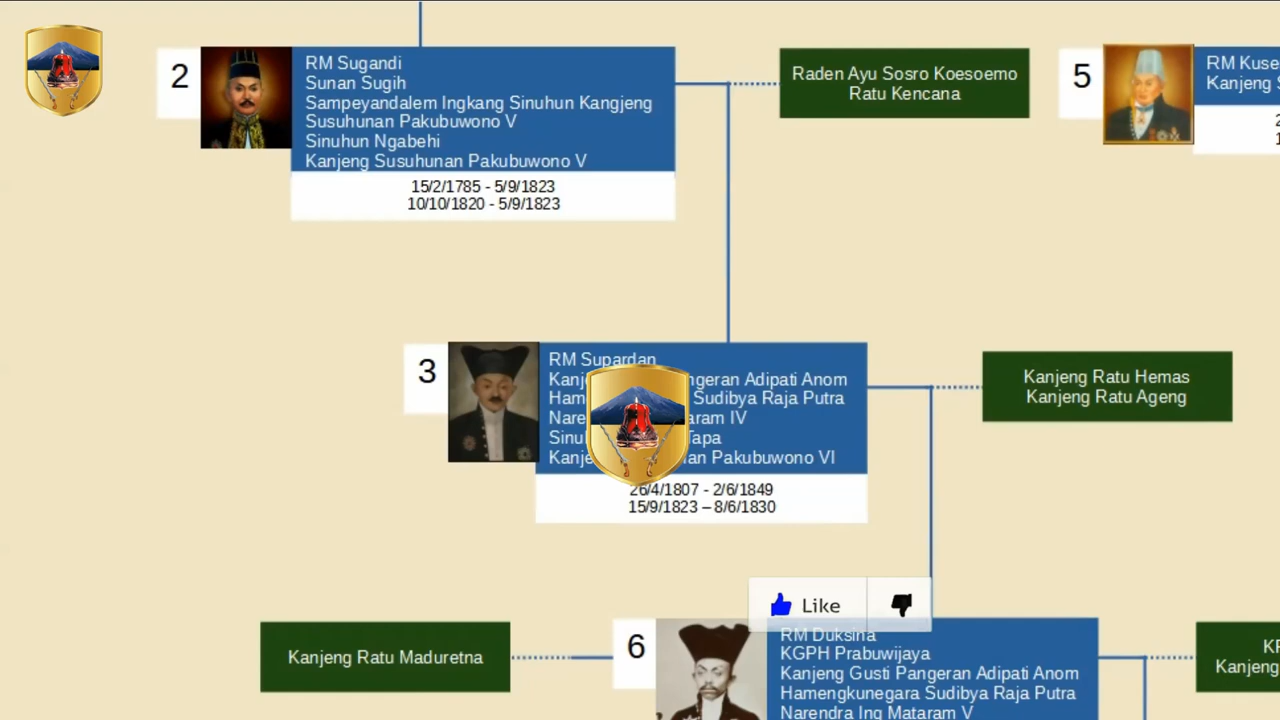 2
RM Sugandi
Sunan Sugih
Sampeyandalem Ingkang Sinuhun Kangjeng
Susuhunan Pakubuwono V
Sinuhun Ngabehi
Kanjeng Susuhunan Pakubuwono V
15/2/1785 - 5/9/1823
10/10/1820 - 5/9/1823
Raden Ayu Sosro Koesoemo
Ratu Kencana
5
RM Kuse
Kanjeng S
3
RM Supardan
Kanj ngeran Adipati Anom
Ham Sudibya Raja Putra
Nare aram IV
Sinu Tapa
Kanje an Pakubuwono VI
26/4/1807 - 2/6/1849
15/9/1823 – 8/6/1830
Kanjeng Ratu Hemas
Kanjeng Ratu Ageng
Like
Kanjeng Ratu Maduretna
6
RM Duksina
KGPH Prabuwijaya
Kanjeng Gusti Pangeran Adipati Anom
Hamengkunegara Sudibya Raja Putra
Narendra Ing Mataram V
Kanjeng